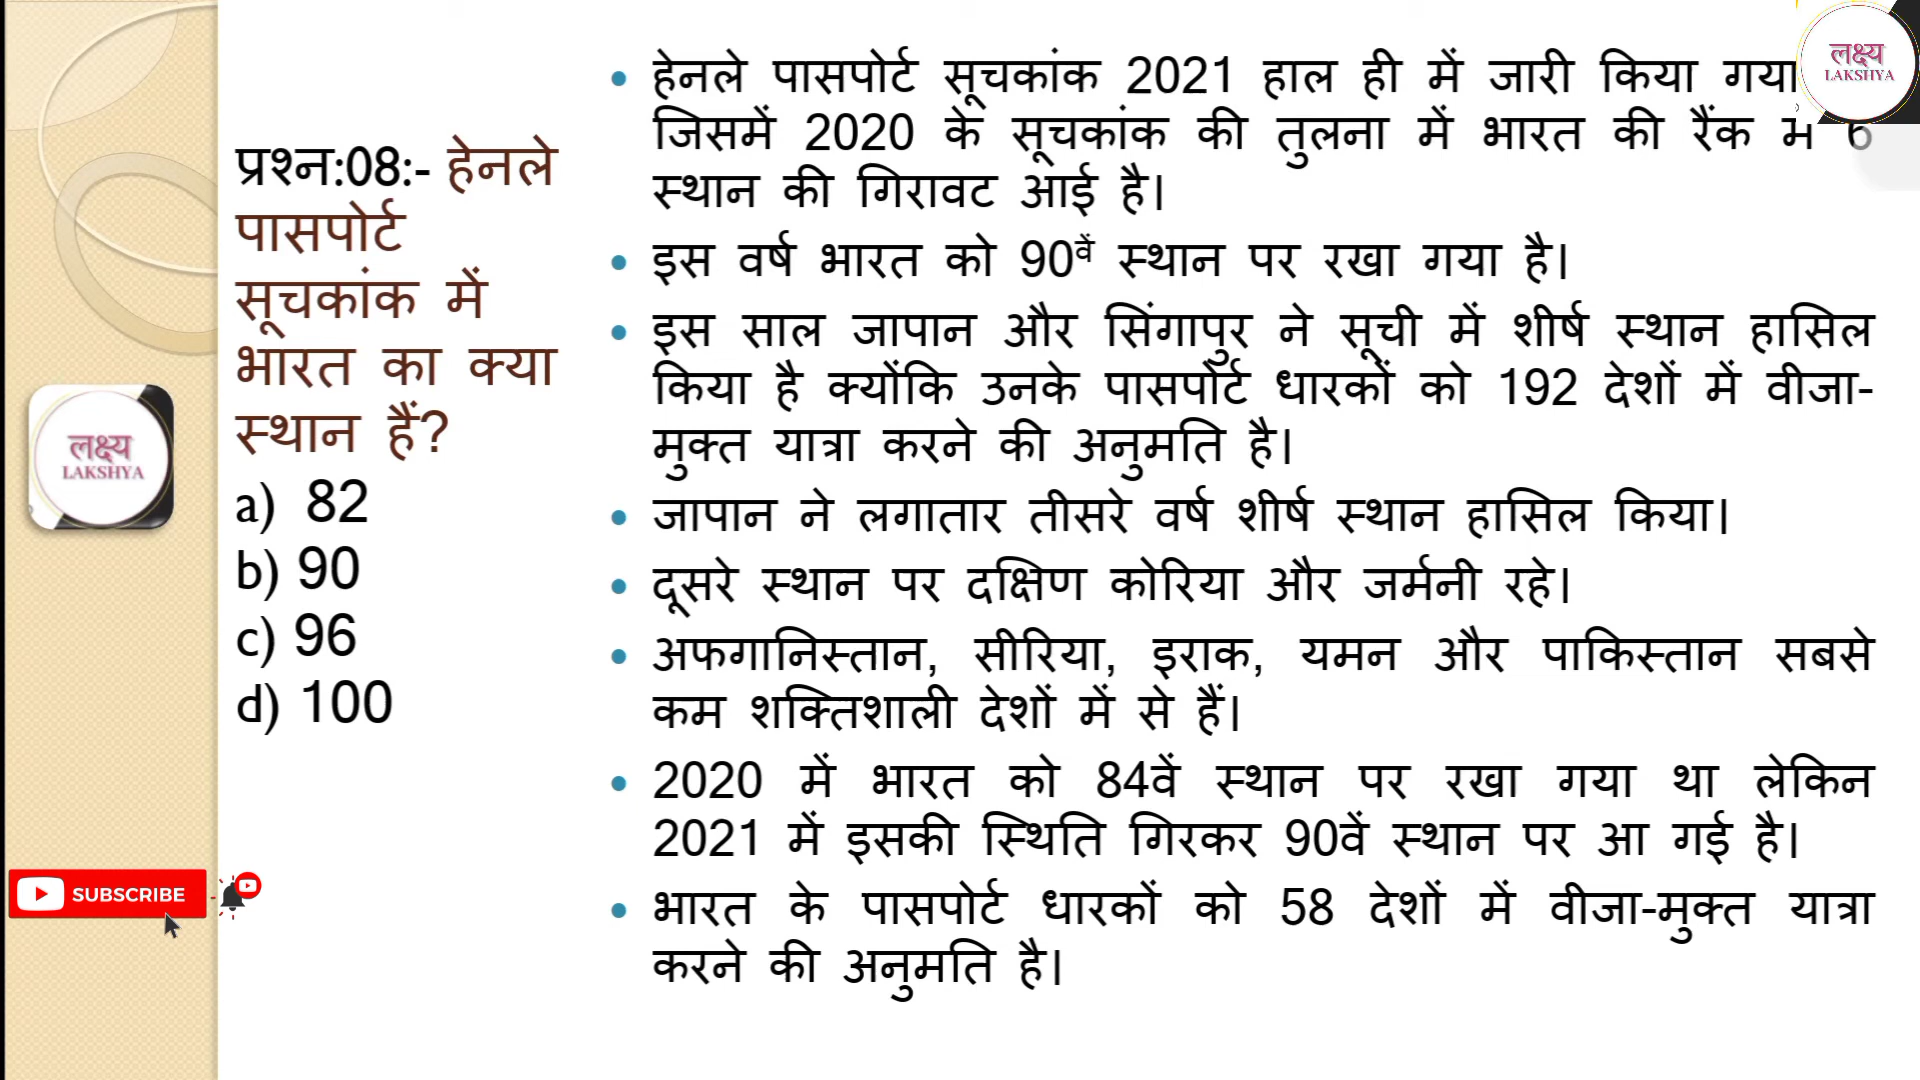 प्रश्न:08:- हेनले
पासपोर्ट
सूचकांक में
भारत का क्या
स्थान हैं?
a) 82
b) 90
c) 96
d) 100
• हेनले पासपोर्ट सूचकांक 2021 हाल ही में जारी किया गया
जिसमें 2020 के सूचकांक की तुलना में भारत की रैंक में 6
स्थान की गिरावट आई है।
• इस वर्ष भारत को 90वें स्थान पर रखा गया है।
• इस साल जापान और सिंगापुर ने सूची में शीर्ष स्थान हासिल
किया है क्योंकि उनके पासपोर्ट धारकों को 192 देशों में वीजा-
मुक्त यात्रा करने की अनुमति है।
• जापान ने लगातार तीसरे वर्ष शीर्ष स्थान हासिल किया।
• दूसरे स्थान पर दक्षिण कोरिया और जर्मनी रहे।
• अफगानिस्तान, सीरिया, इराक, यमन और पाकिस्तान सबसे
कम शक्तिशाली देशों में से हैं।
• 2020 में भारत को 84वें स्थान पर रखा गया था लेकिन
2021 में इसकी स्थिति गिरकर 90वें स्थान पर आ गई है।
• भारत के पासपोर्ट धारकों को 58 देशों में वीजा-मुक्त यात्रा
करने की अनुमति है।
लक्ष्य
LAKSHYA
लक्ष्य
LAKSHYA
SUBSCRIBE